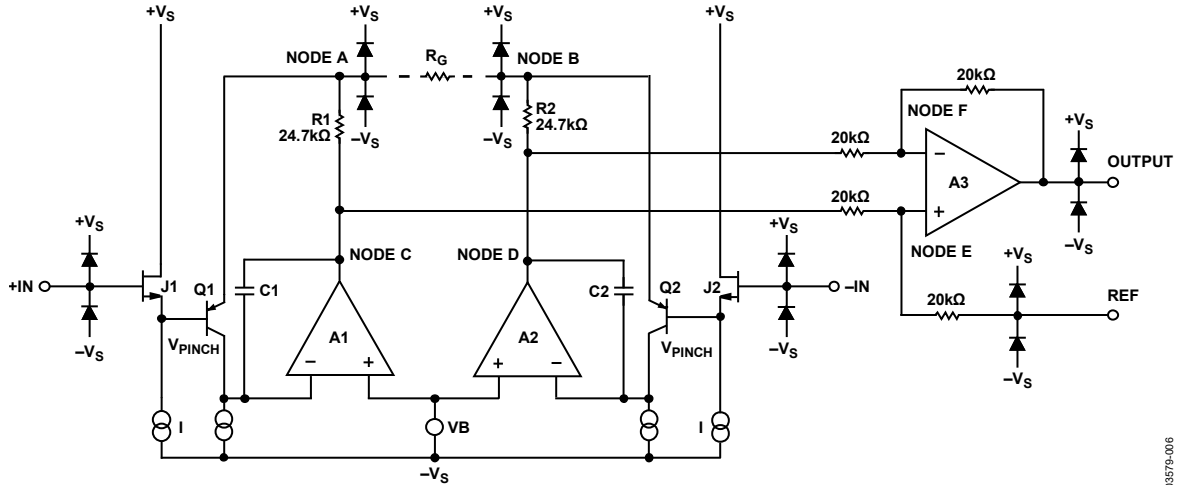 +VS
+VS
+VS
+VS
NODE A
RG
NODE B
20kΩ
R1
24.7kΩ
R2
24.7kΩ
NODE F
−VS
−VS
+VS
20kΩ
OUTPUT
−
A3
+
20kΩ
+VS
−VS
+VS
NODE C
NODE D
NODE E
+VS
+IN
J1
Q1
C1
C2
Q2
J2
−IN
20kΩ
REF
VPINCH
A1
A2
VPINCH
−VS
−VS
−VS
− +
+ −
I
VB
I
−VS
03579-006